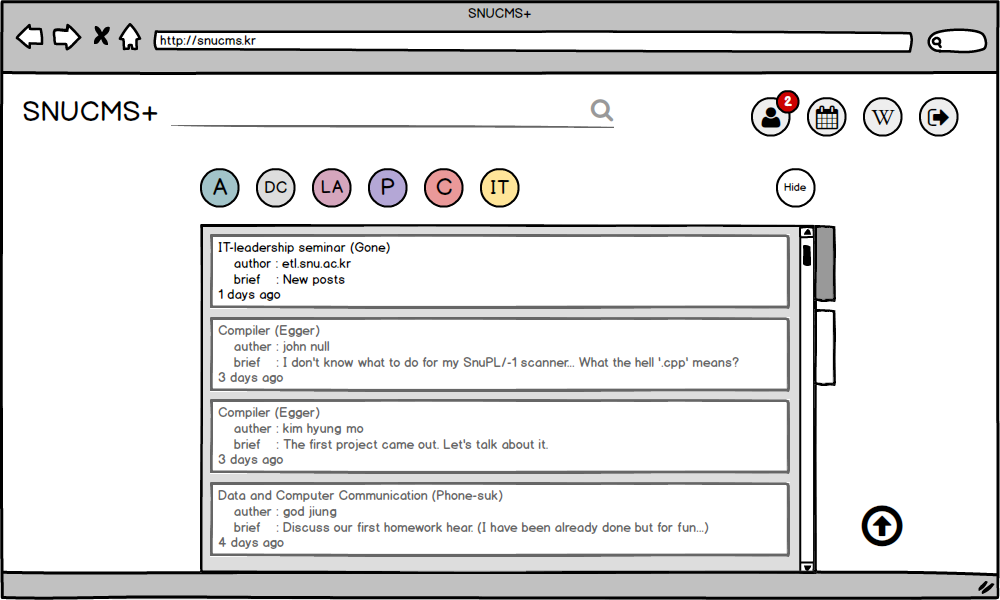 SNUCMS+
http://snucms.kr
SNUCMS+
2
W
A DC LA P C IT
Hide
IT-leadership seminar (Gone)
author : etl.snu.ac.kr
brief : New posts
1 days ago
Compiler (Egger)
auther : john null
brief : I don't know what to do for my SnuPL/-1 scanner... What the hell '.cpp' means?
3 days ago
Compiler (Egger)
auther : kim hyung mo
brief : The first project came out. Let's talk about it.
3 days ago
Data and Computer Communication (Phone-suk)
auther : god jiung
brief : Discuss our first homework hear. (I have been already done but for fun...)
4 days ago